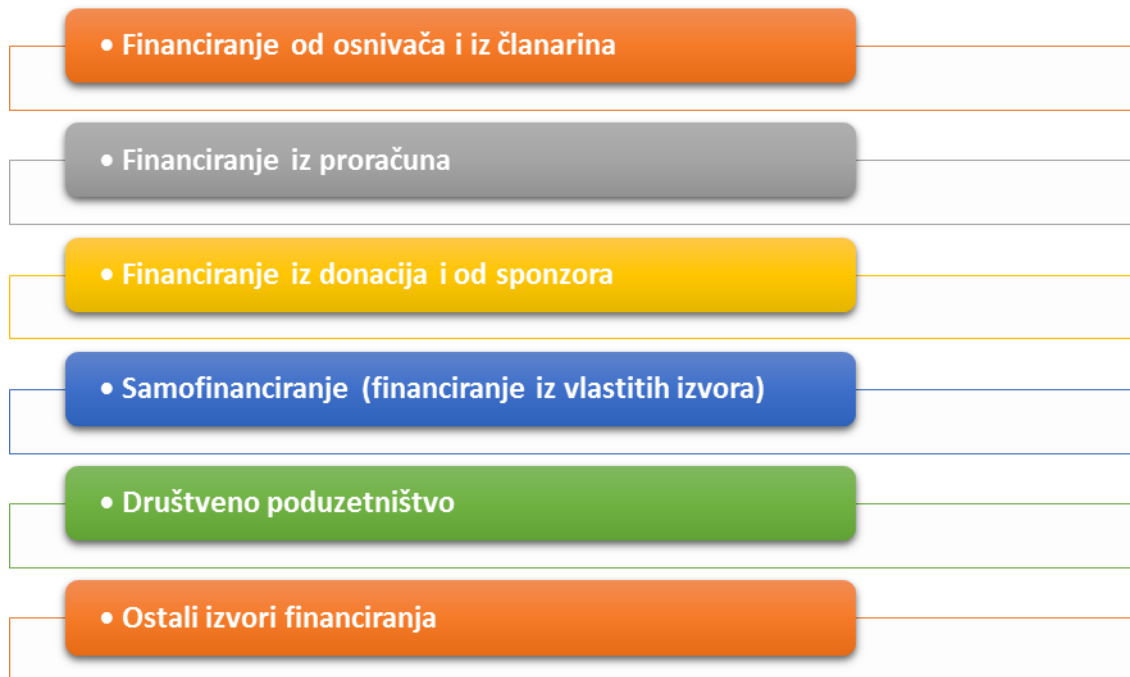 • Financiranje od osnivača i iz članarina
• Financiranje iz proračuna
• Financiranje iz donacija i od sponzora
• Samofinanciranje (financiranje iz vlastitih izvora)
• Društveno poduzetništvo
• Ostali izvori financiranja